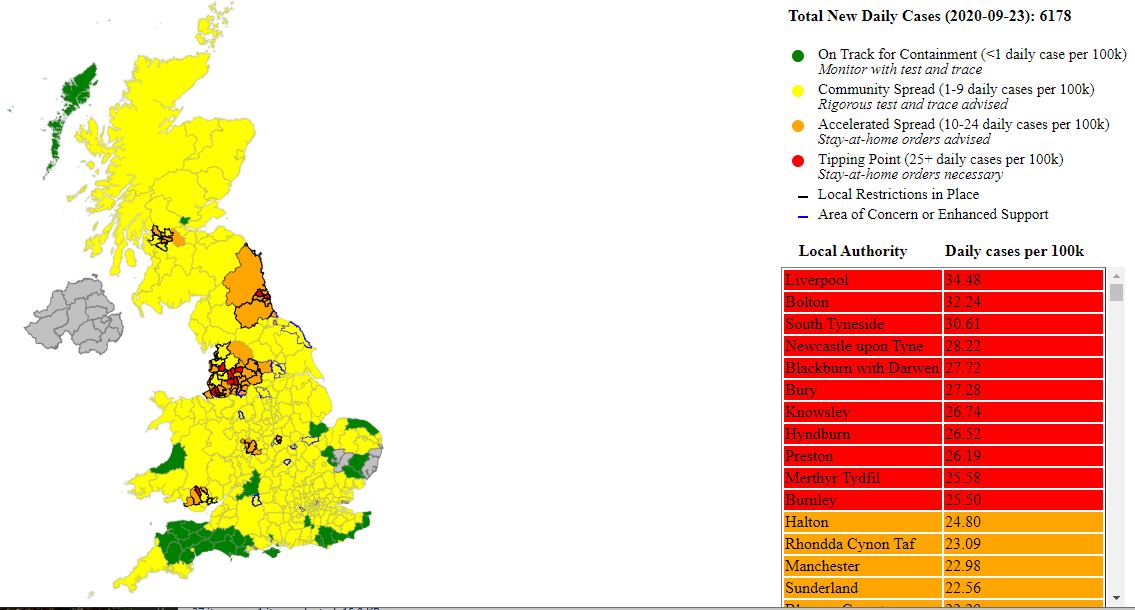 Total New Daily Cases (2020-09-23): 6178
On Track for Containment (<1 daily case per 100k)
Monitor with test and trace
Community Spread (1-9 daily cases per 100k)
Rigorous test and trace advised
Accelerated Spread (10-24 daily cases per 100k)
Stay-at-home orders advised
Tipping Point (25+ daily cases per 100k)
Stay-at-home orders necessary
Local Restrictions in Place
Area of Concern or Enhanced Support
Local Authority Daily cases per 100k
Liverpool 34.48
Bolton 32.24
South Tyneside 30.61
Newcastle upon Tyne 28.22
Blackburn with Darwen 27.72
Bury 27.28
Knowsley 26.74
Hyndburn 26.52
Preston 26.19
Merthyr Tydfil 25.58
Burnley 25.50
Halton 24.80
Rhondda Cynon Taf 23.09
Manchester 22.98
Sunderland 22.56